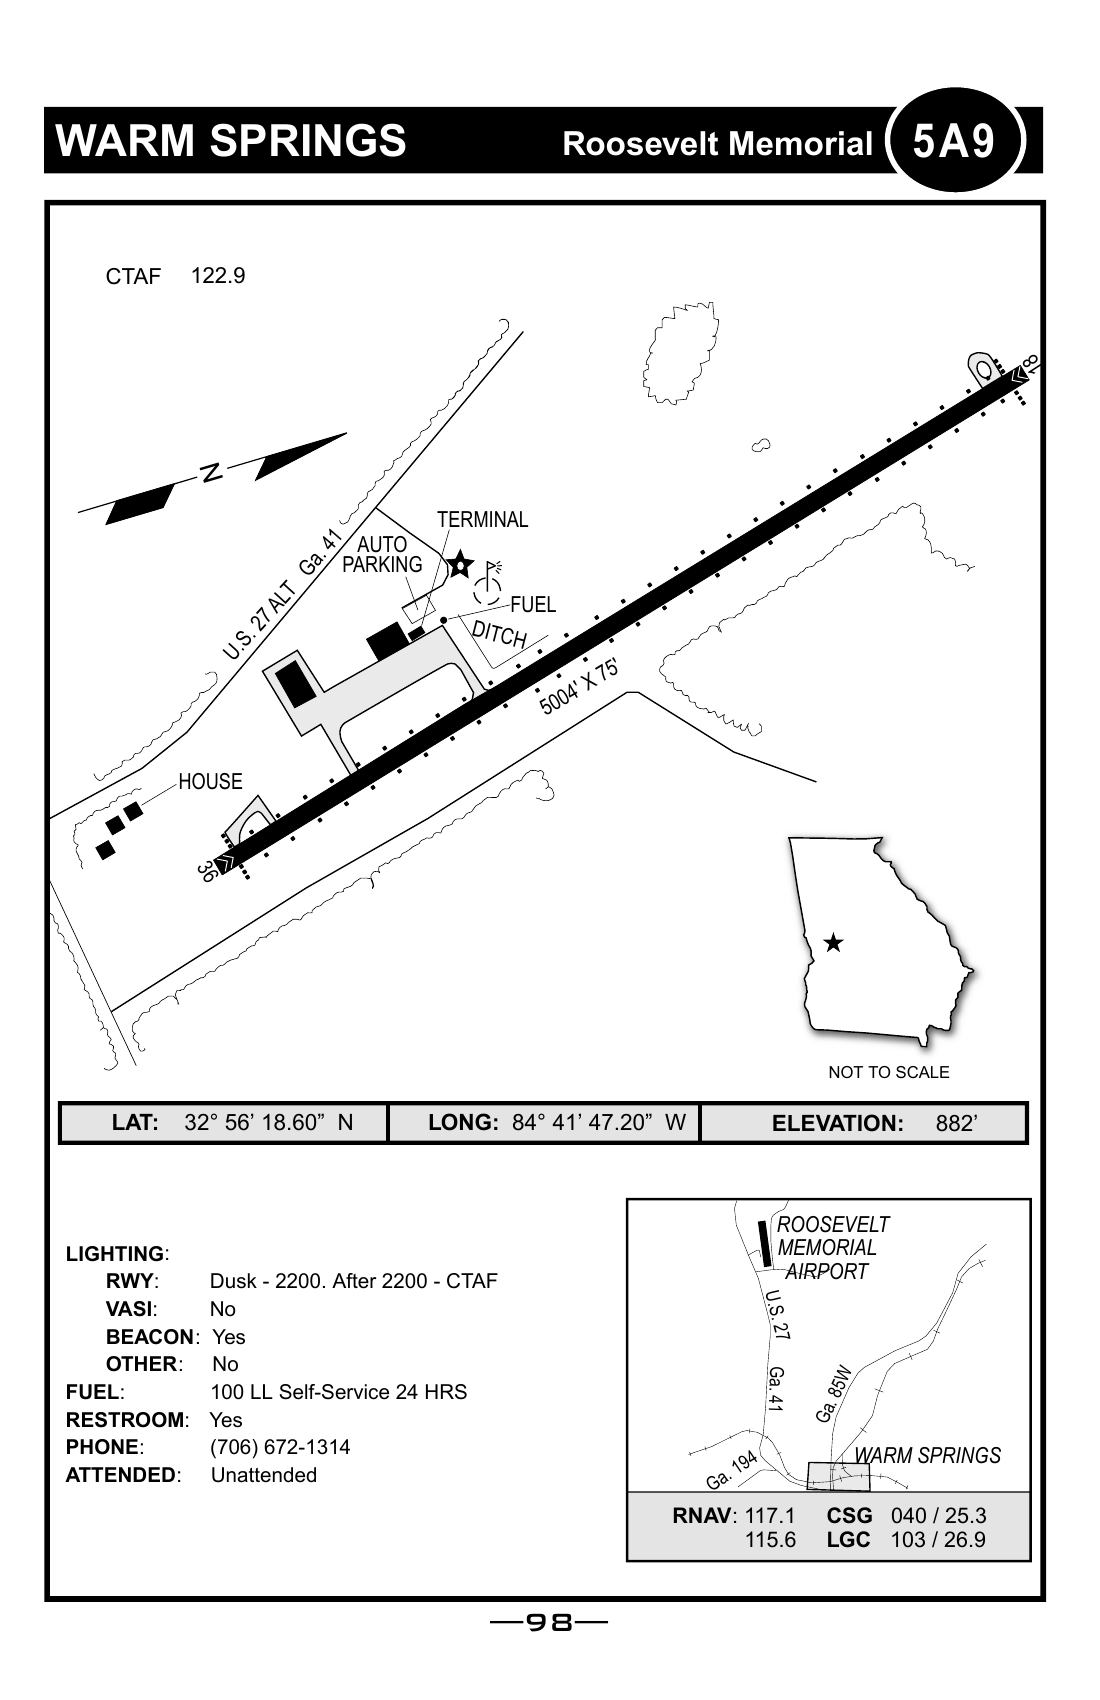 WARM SPRINGS Roosevelt Memorial 5A9
CTAF 122.9
18
N
TERMINAL
AUTO
PARKING
U.S. 27 ALT Ga. 41
FUEL
DITCH
5004' X 75'
HOUSE
36
NOT TO SCALE
LAT: 32° 56’ 18.60” N LONG: 84° 41’ 47.20” W ELEVATION: 882’
LIGHTING:
RWY: Dusk - 2200. After 2200 - CTAF
VASI: No
BEACON: Yes
OTHER: No
FUEL: 100 LL Self-Service 24 HRS
RESTROOM: Yes
PHONE: (706) 672-1314
ATTENDED: Unattended
ROOSEVELT
MEMORIAL
AIRPORT
U.S. 27
Ga. 41
Ga. 85W
WARM SPRINGS
Ga. 194
RNAV: 117.1 CSG 040 / 25.3
115.6 LGC 103 / 26.9
—98—